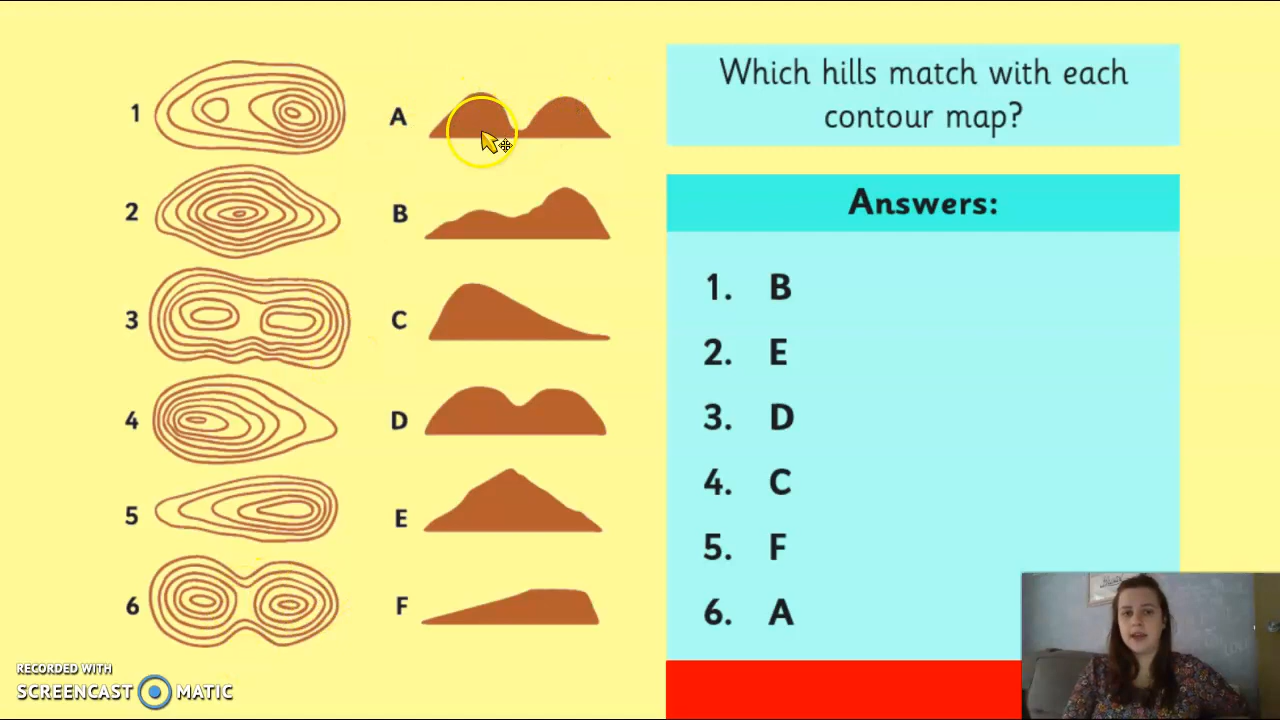 1
2
3
4
5
6
A
B
C
D
E
F
Which hills match with each
contour map?
Answers:
1. B
2. E
3. D
4. C
5. F
6. A
RECORDED WITH
SCREENCAST MATIC